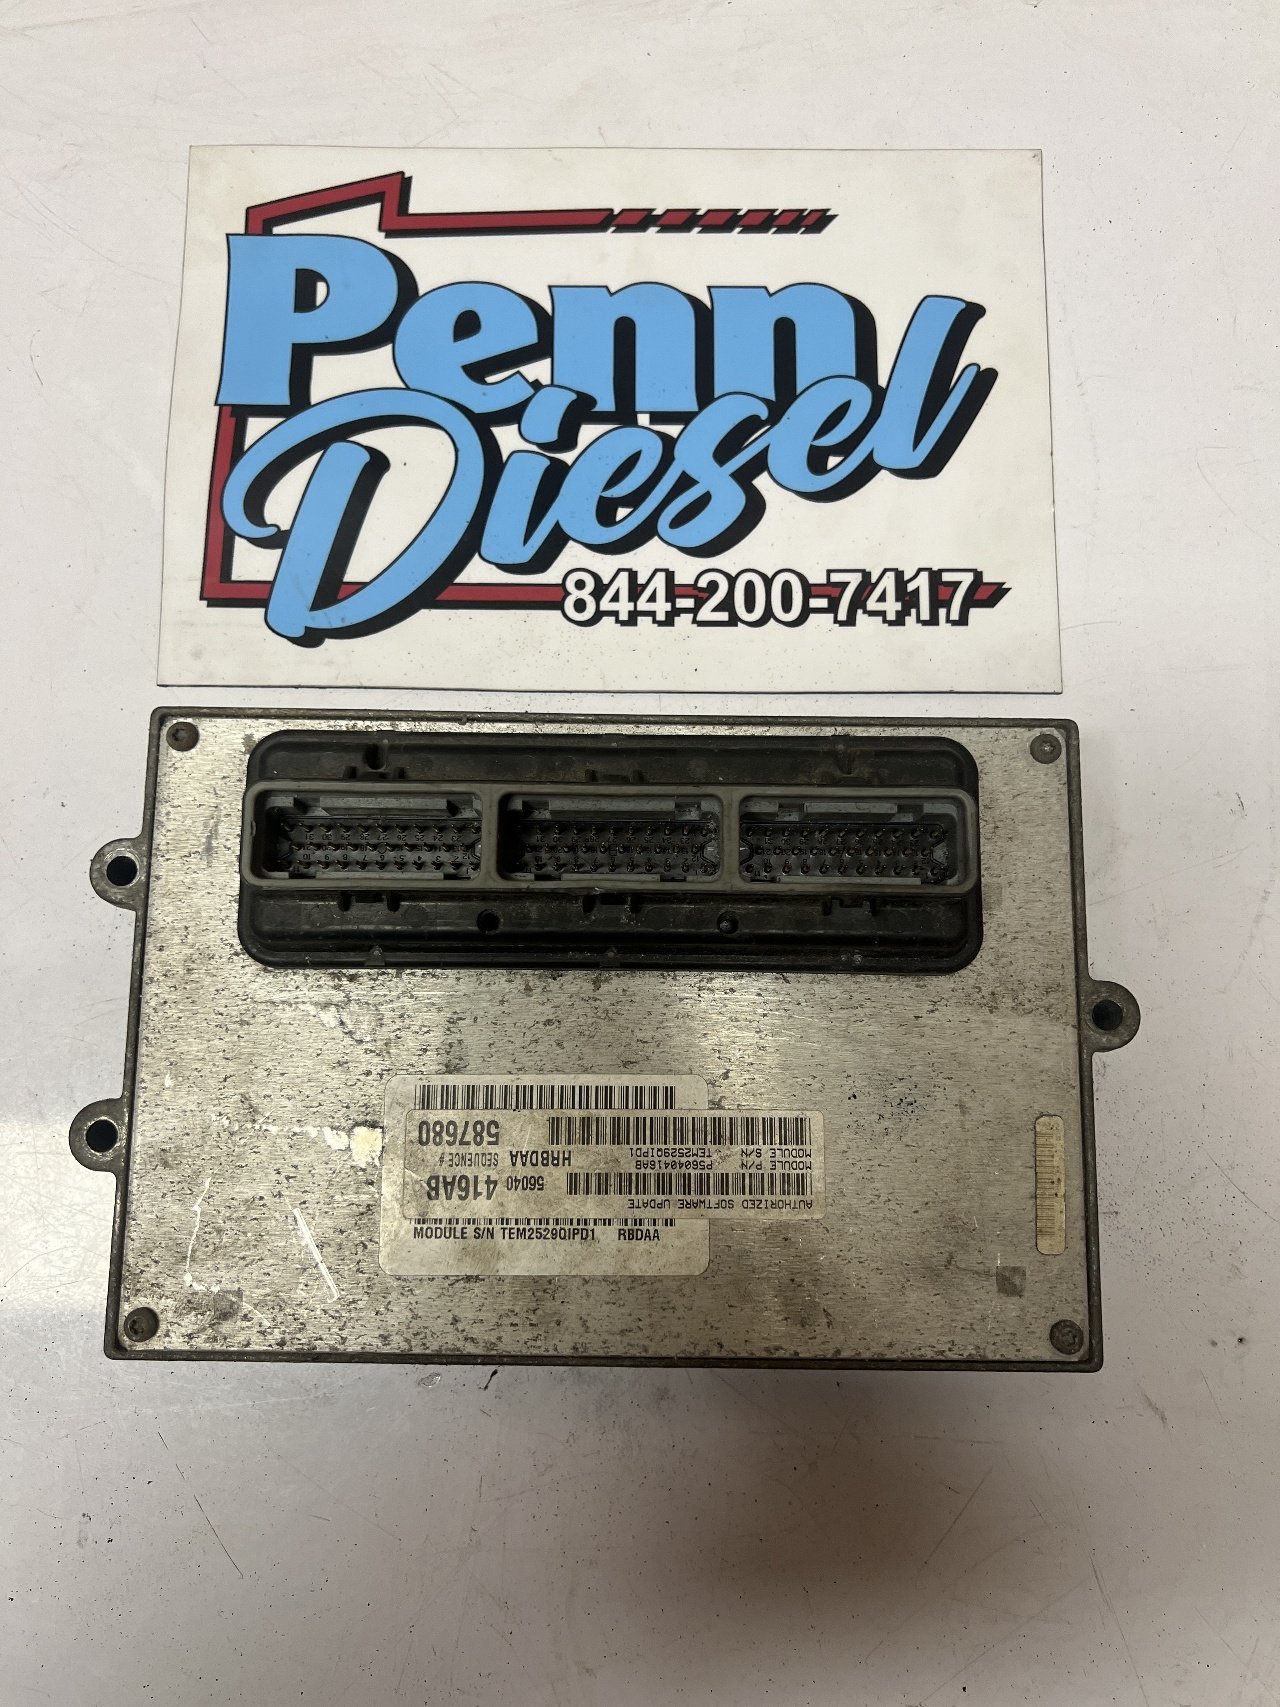 Penn
Diesel
844-200-7417
587680
SEQUENCE #
HRBDAA
MODULE S/N TEM2529QIPD1
MODULE P/N P56040416AB
56040
416AB
AUTHORIZED SOFTWARE UPDATE
MODULE S/N TEM2529QIPD1 RBDAA